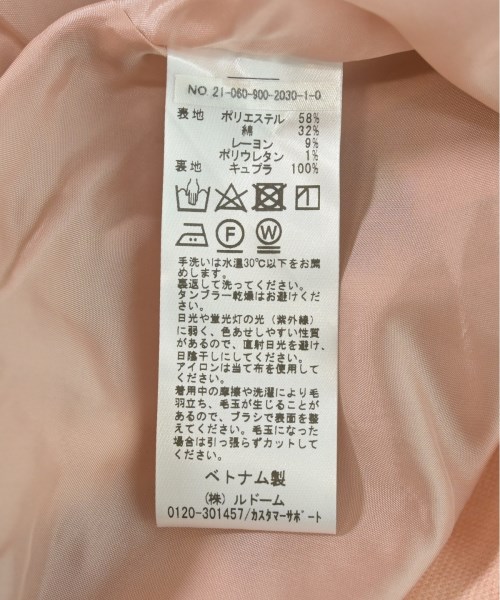 NO 21-060-900-2030-1-0
表地 ポリエステル 58%
綿 32%
レーヨン 9%
ポリウレタン 1%
裏地 キュプラ 100%
F W
手洗いは水温30℃以下をお薦
めします。
裏返して洗ってください。
タンブラー乾燥はお避けくだ
さい。
日光や蛍光灯の光（紫外線）
に弱く、色あせしやすい性質
があるので、直射日光を避け、
日陰干しにしてください。
アイロンは当て布を使用して
ください。
着用中の摩擦や洗濯により毛
羽立ち、毛玉が生じることが
あるので、ブラシで表面を整
えてください。毛玉になった
場合は引っ張らずカットして
ください。
ベトナム製
（株）ルドーム
0120-301457/カスタマーサポート